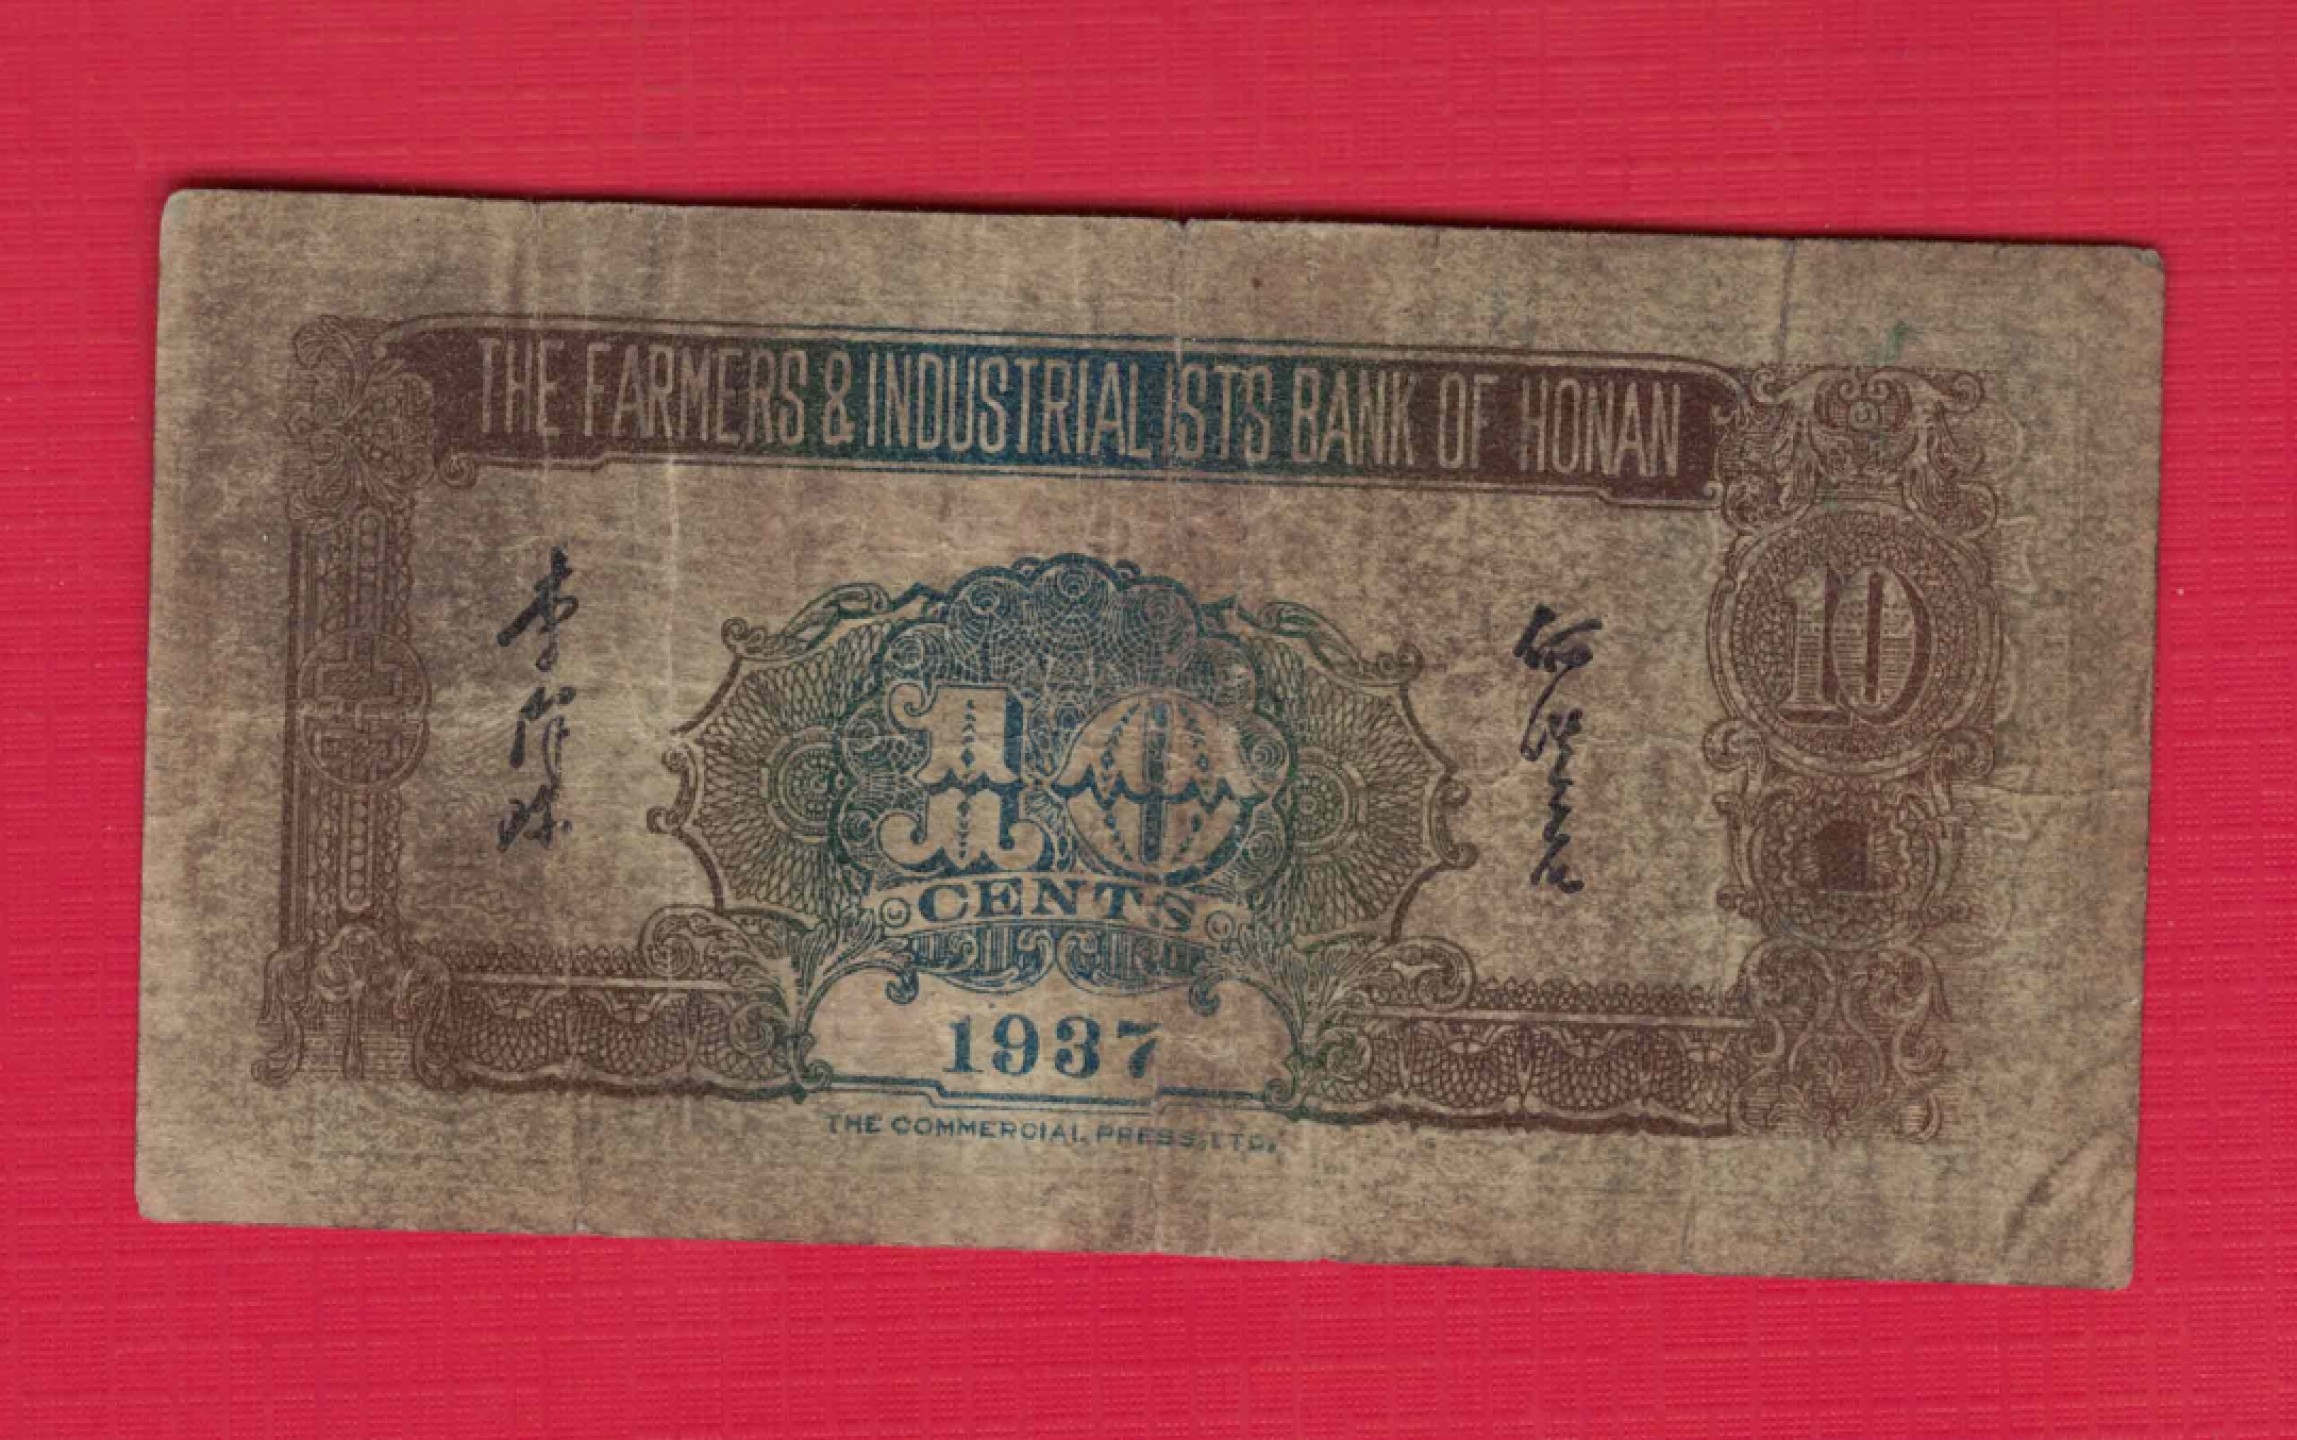 THE FARMERS & INDUSTRIALISTS BANK OF HONAN
10
10
CENTS
1937
THE COMMERCIAL PRESS, LTD.